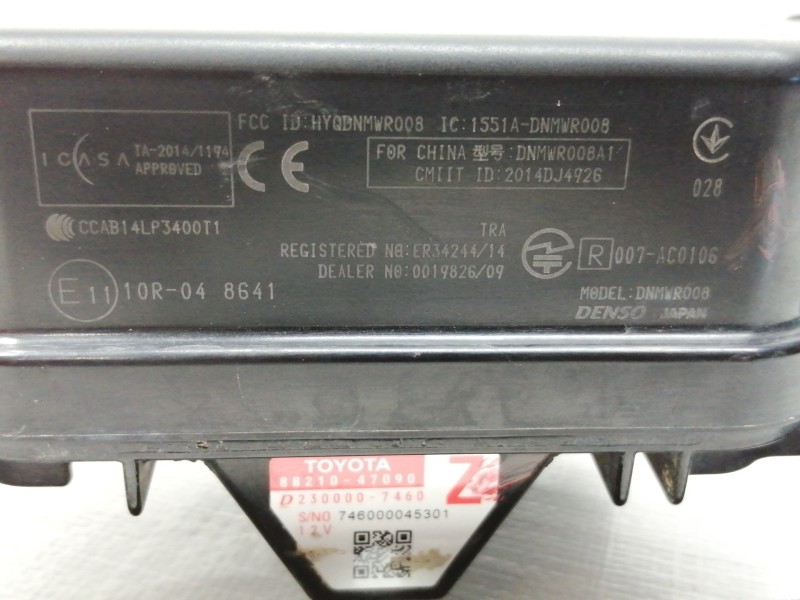 FCC ID:HYQDNMWR008 IC:1551A-DNMWR008
ICASA TA-2014/1194
APPROVED
CE
FOR CHINA 型号:DNMWR008A1
CMIIT ID:2014DJ4926
028
CCAB14LP3400T1
TRA
REGISTERED NO:ER34244/14
DEALER NO:0019826/09
R 007-AC0106
E11 10R-04 8641
MODEL:DNMWR008
DENSO JAPAN
TOYOTA
88210-47090
D 230000-7460
Z
S/NO 746000045301
12V